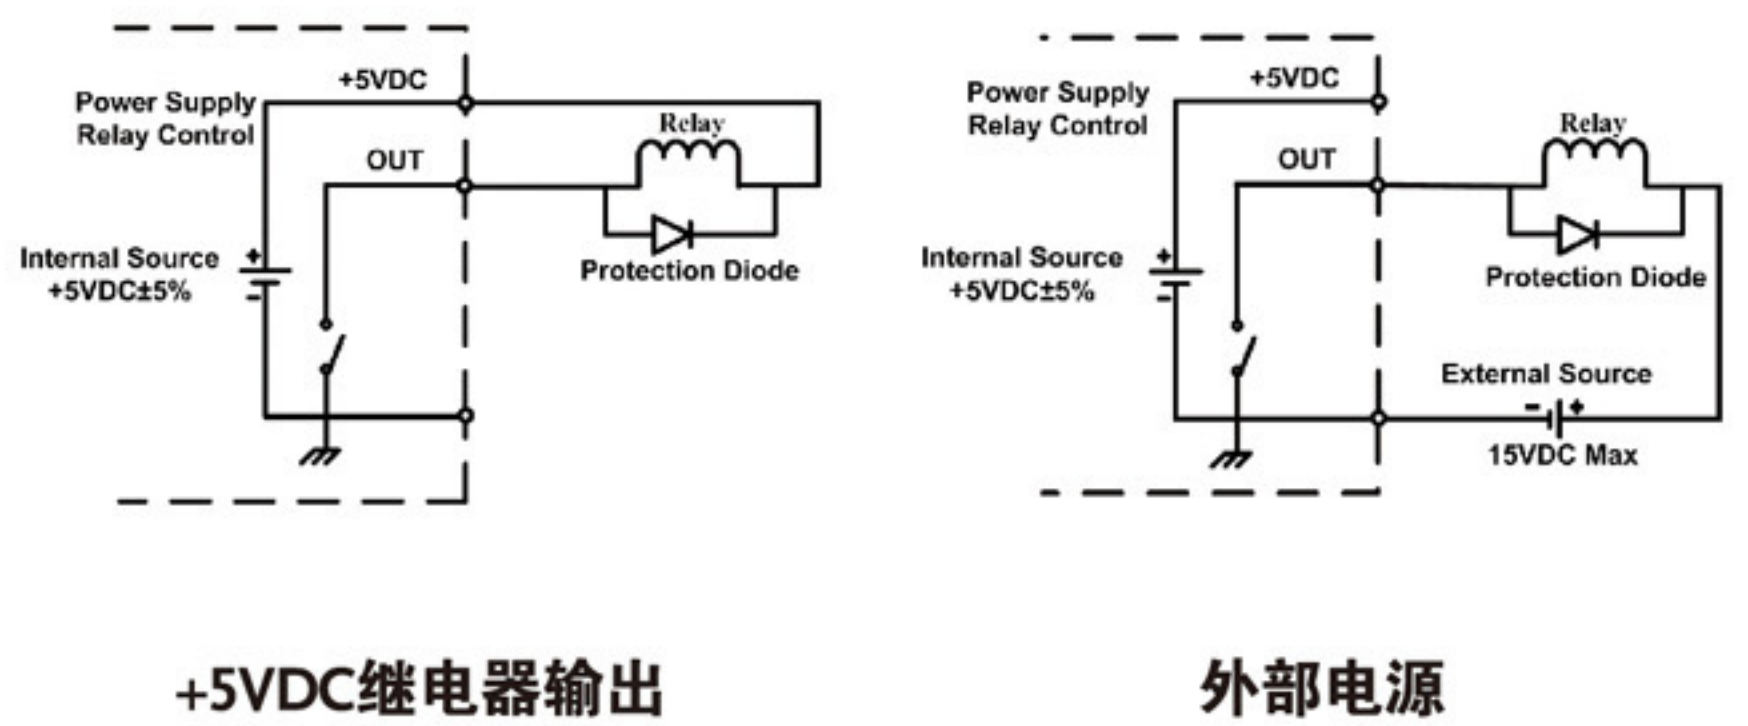 +5VDC
Power Supply
Relay Control
Relay
OUT
Internal Source
+5VDC±5%
+
-
Protection Diode
+5VDC
Power Supply
Relay Control
Relay
OUT
Internal Source
+5VDC±5%
+
-
Protection Diode
External Source
- +
15VDC Max
+5VDC继电器输出
外部电源